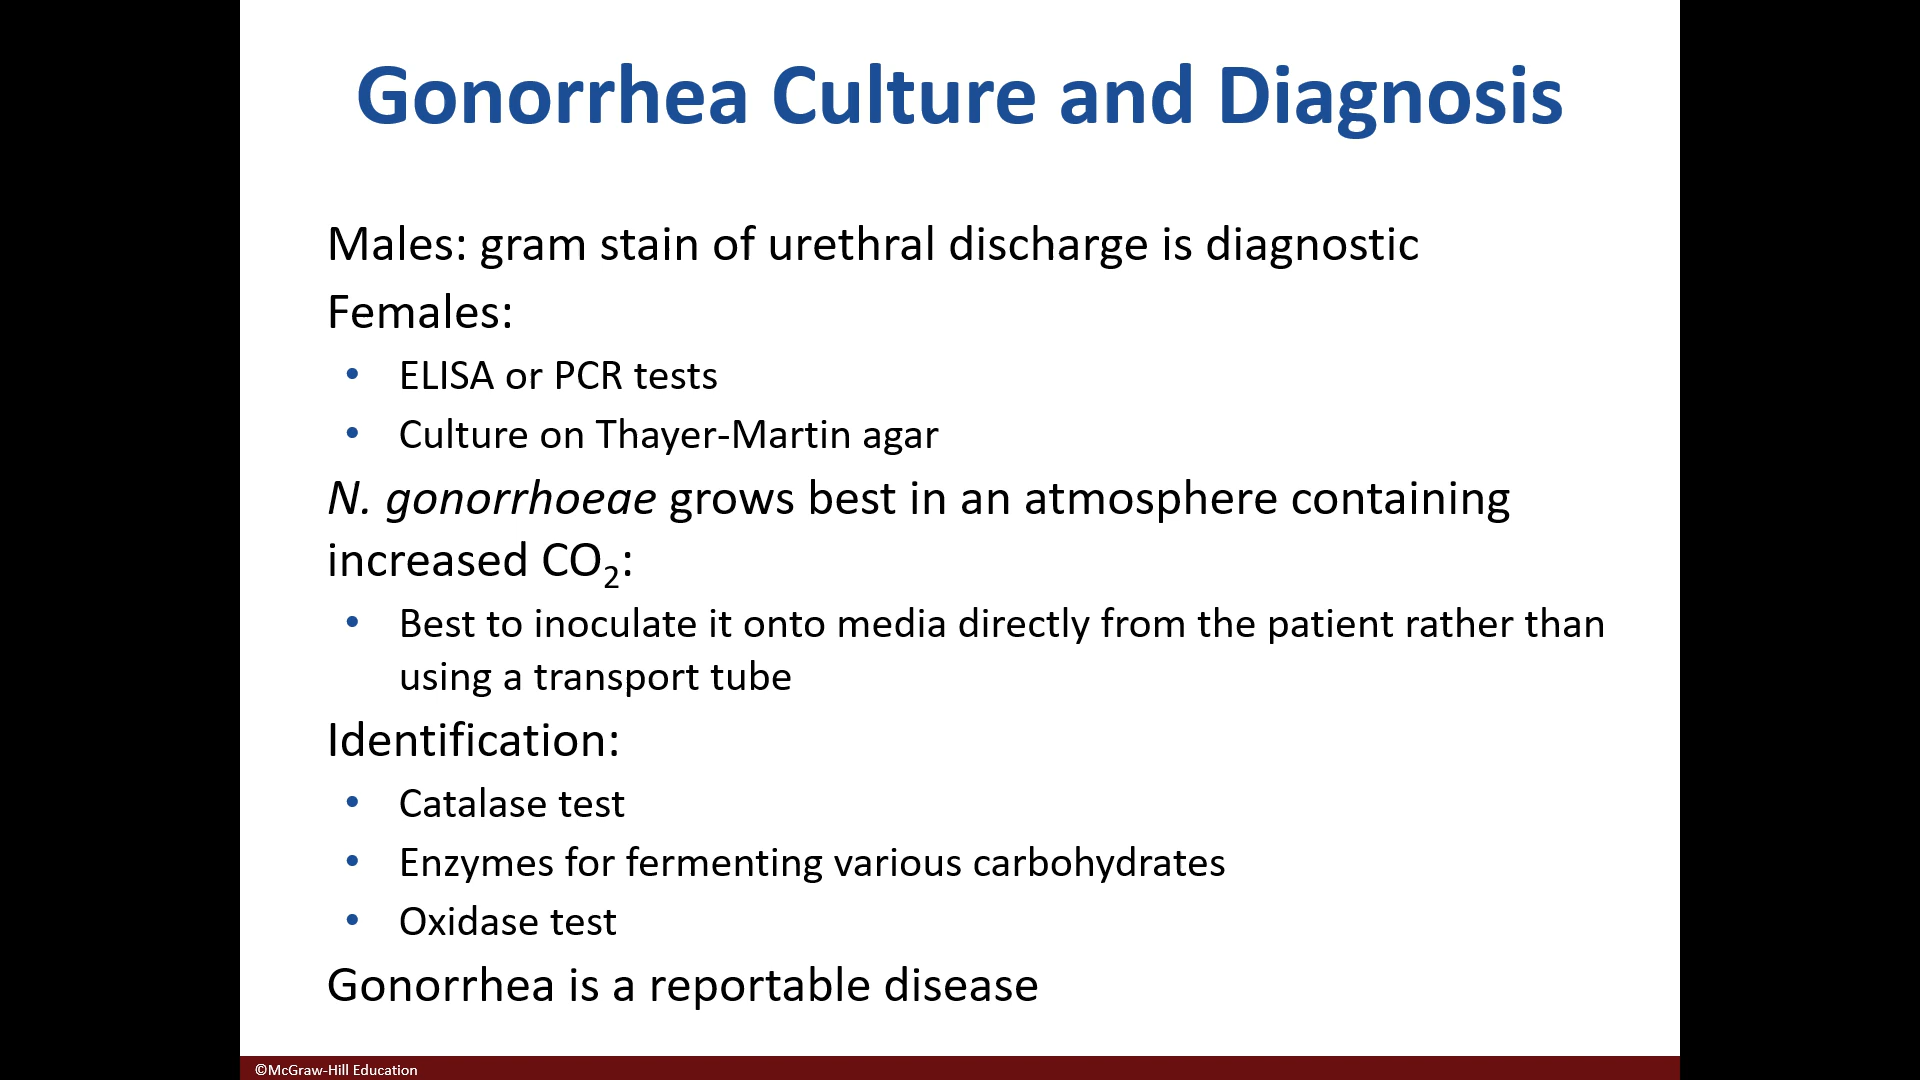 Gonorrhea Culture and Diagnosis
Males: gram stain of urethral discharge is diagnostic
Females:
• ELISA or PCR tests
• Culture on Thayer-Martin agar
N. gonorrhoeae grows best in an atmosphere containing
increased CO₂:
• Best to inoculate it onto media directly from the patient rather than
using a transport tube
Identification:
• Catalase test
• Enzymes for fermenting various carbohydrates
• Oxidase test
Gonorrhea is a reportable disease
©McGraw-Hill Education